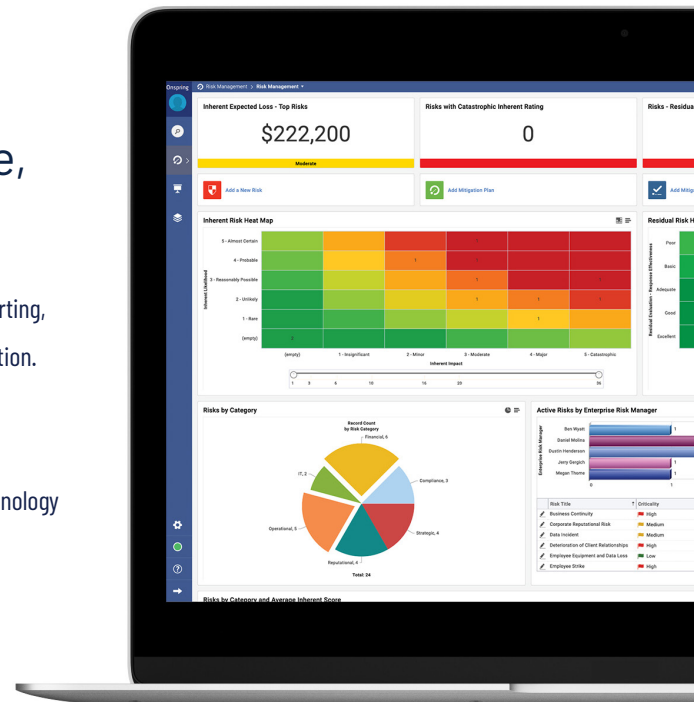 e,
rting,
tion.
nology
Onspring
Risk Management > Risk Management
Inherent Expected Loss - Top Risks
$222,200
Moderate
Risks with Catastrophic Inherent Rating
0
Risks - Residua
Add a New Risk
Add Mitigation Plan
Add Mitig
Inherent Risk Heat Map
Inherent Likelihood
5 - Almost Certain
4 - Probable
3 - Reasonably Possible
2 - Unlikely
1 - Rare
(empty)
(empty)
1 - Insignificant
2 - Minor
3 - Moderate
4 - Major
5 - Catastrophic
Inherent Impact
1 3 6 10 16 20 36
Residual Risk H
Residual Evaluation - Response Effectiveness
Poor
Basic
Adequate
Good
Excellent
Risks by Category
Record Count
by Risk Category
Financial, 6
Compliance, 3
Strategic, 4
Reputational, 4
Operational, 5
IT, 2
Total: 24
Active Risks by Enterprise Risk Manager
Enterprise Risk Manager
Ben Wyatt
Daniel Molina
Dustin Henderson
Jerry Gergich
Megan Thorne
1
1
1
0 1
Risk Title Criticality
Business Continuity High
Corporate Reputational Risk Medium
Data Incident Medium
Deterioration of Client Relationships High
Employee Equipment and Data Loss Low
Employee Strike High
Risks by Category and Average Inherent Score